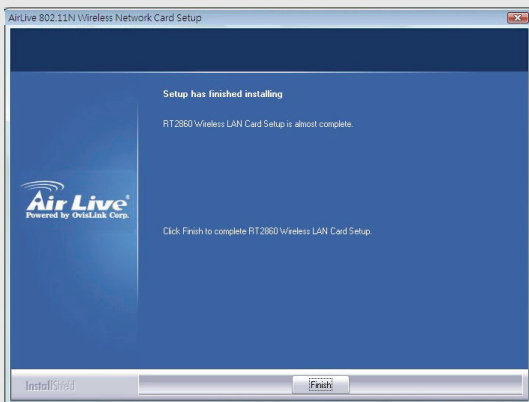 AirLive 802.11N Wireless Network Card Setup
Setup has finished installing
RT2860 Wireless LAN Card Setup is almost complete.
Air Live
Powered by OvisLink Corp.
Click Finish to complete RT2860 Wireless LAN Card Setup.
InstallShield
Finish